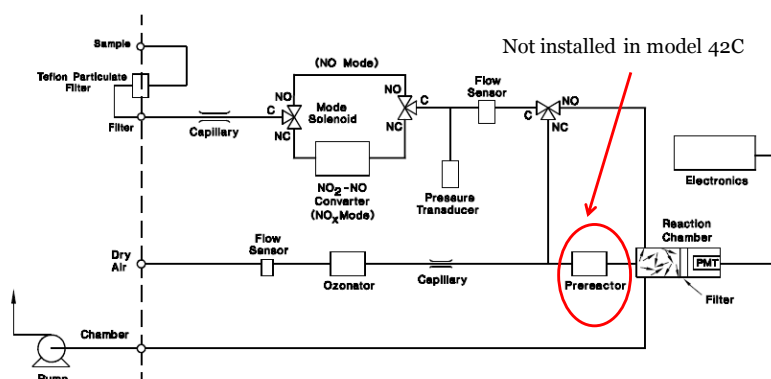 Not installed in model 42C
Sample
Teflon Particulate
Filter
Filter
Capillary
(NO Mode)
NO
C
NC
Mode
Solenoid
NO
C
NC
NO₂-NO
Converter
(NOxMode)
Pressure
Transducer
Flow
Sensor
NO
C
NC
Electronics
Reaction
Chamber
PMT
Filter
Dry
Air
Flow
Sensor
Ozonator
Capillary
Prereactor
Chamber
Pump